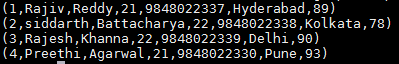 (1,Rajiv,Reddy,21,9848022337,Hyderabad,89)
(2,siddarth,Battacharya,22,9848022338,Kolkata,78)
(3,Rajesh,Khanna,22,9848022339,Delhi,90)
(4,Preethi,Agarwal,21,9848022330,Pune,93)